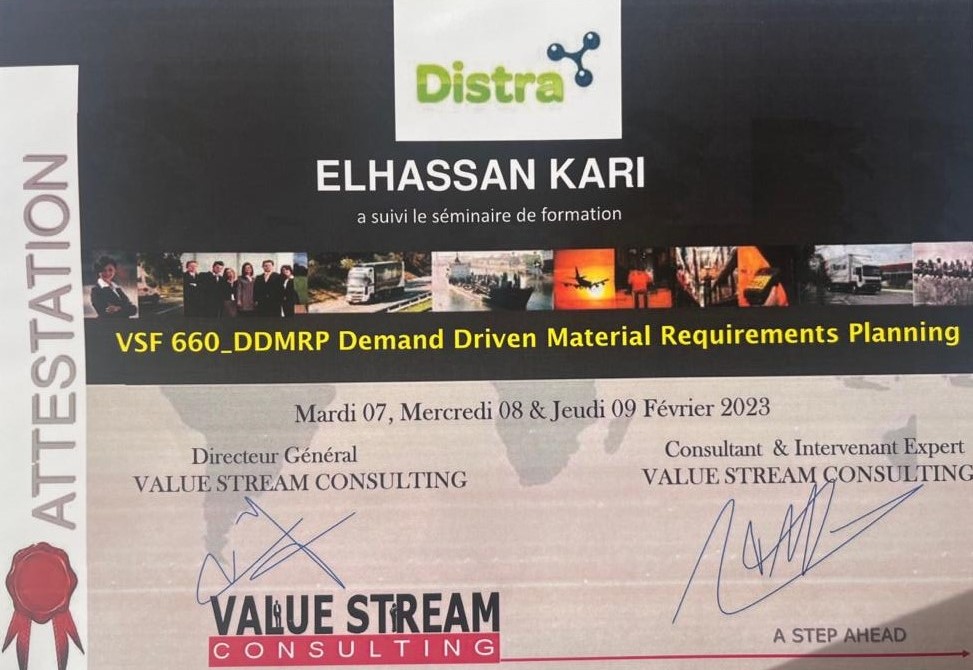 Distra
ELHASSAN KARI
a suivi le séminaire de formation
ATTESTATION
VSF 660_DDMRP Demand Driven Material Requirements Planning
Mardi 07, Mercredi 08 & Jeudi 09 Février 2023
Directeur Général
VALUE STREAM CONSULTING
Consultant & Intervenant Expert
VALUE STREAM CONSULTING
VALUE STREAM
CONSULTING
A STEP AHEAD